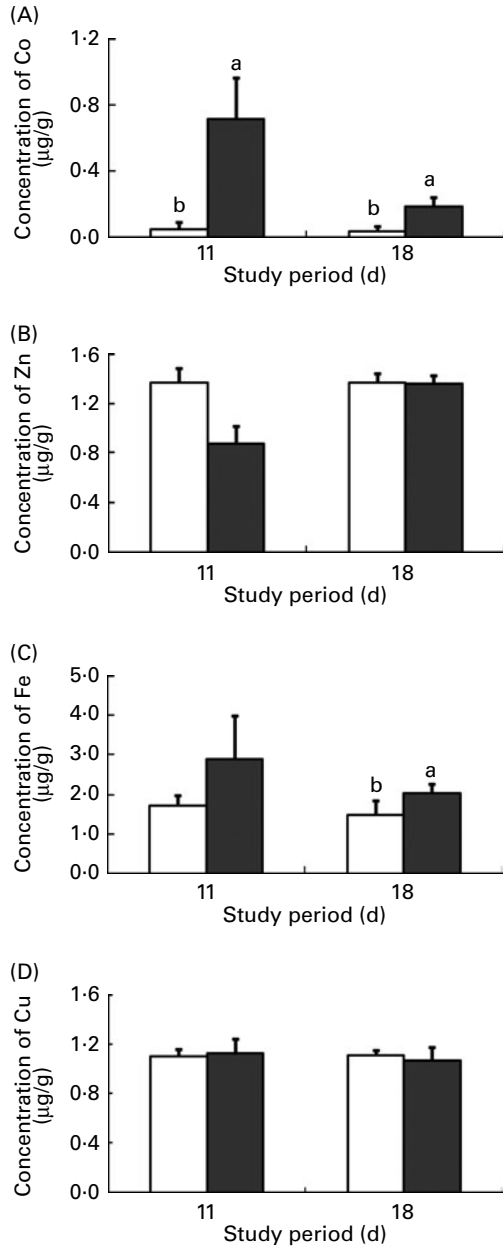 (A)
Concentration of Co
(μg/g)
1·2
0·8
0·4
0·0
b
a
b
a
11
18
Study period (d)
(B)
Concentration of Zn
(μg/g)
1·6
1·2
0·8
0·4
0·0
11
18
Study period (d)
(C)
Concentration of Fe
(μg/g)
5·0
4·0
3·0
2·0
1·0
0·0
b
a
11
18
Study period (d)
(D)
Concentration of Cu
(μg/g)
1·6
1·2
0·8
0·4
0·0
11
18
Study period (d)